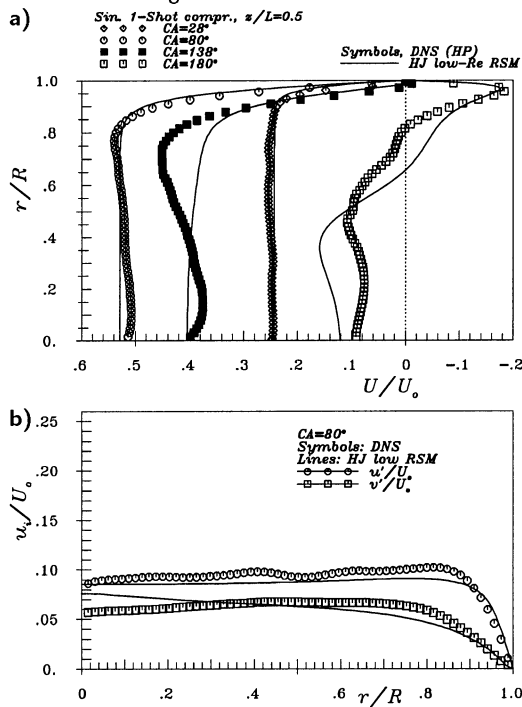 a)
Sin. 1-Shot compr., z/L=0.5
CA=28°
CA=80°
CA=138°
CA=180°
Symbols, DNS (HP)
HJ low-Re RSM
1.0
.8
.6
.4
.2
0.
r/R
.6 .5 .4 .3 .2 .1 .0 -.1 -.2
U/U₀
b)
CA=80°
Symbols: DNS
Lines: HJ low RSM
u'/U₀
v'/U₀
.25
.20
.15
.10
.05
0.
uᵢ/U₀
.0 .2 .4 .6 .8 1.0
r/R